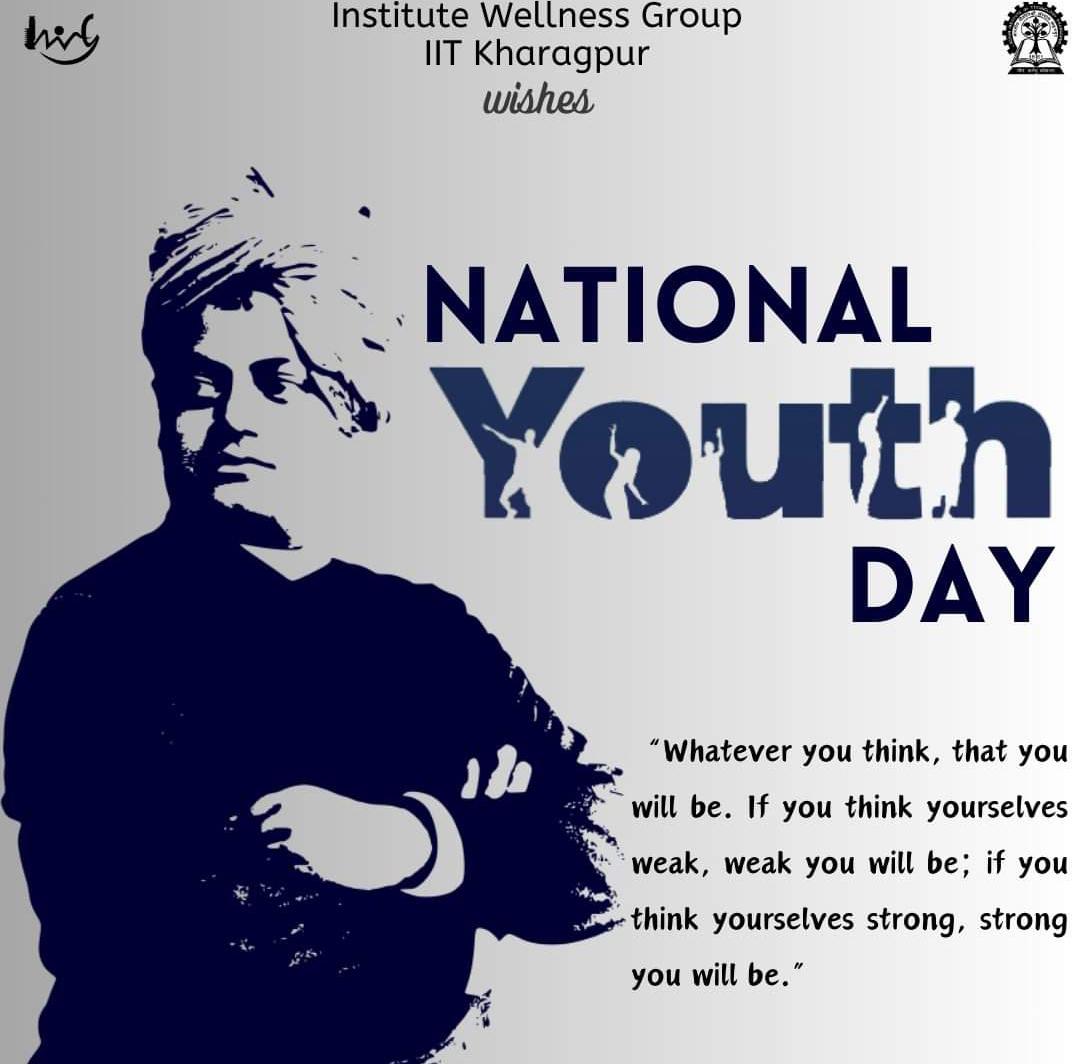 Institute Wellness Group
IIT Kharagpur
wishes
NATIONAL
Youth
DAY
“Whatever you think, that you
will be. If you think yourselves
weak, weak you will be; if you
think yourselves strong, strong
you will be.”